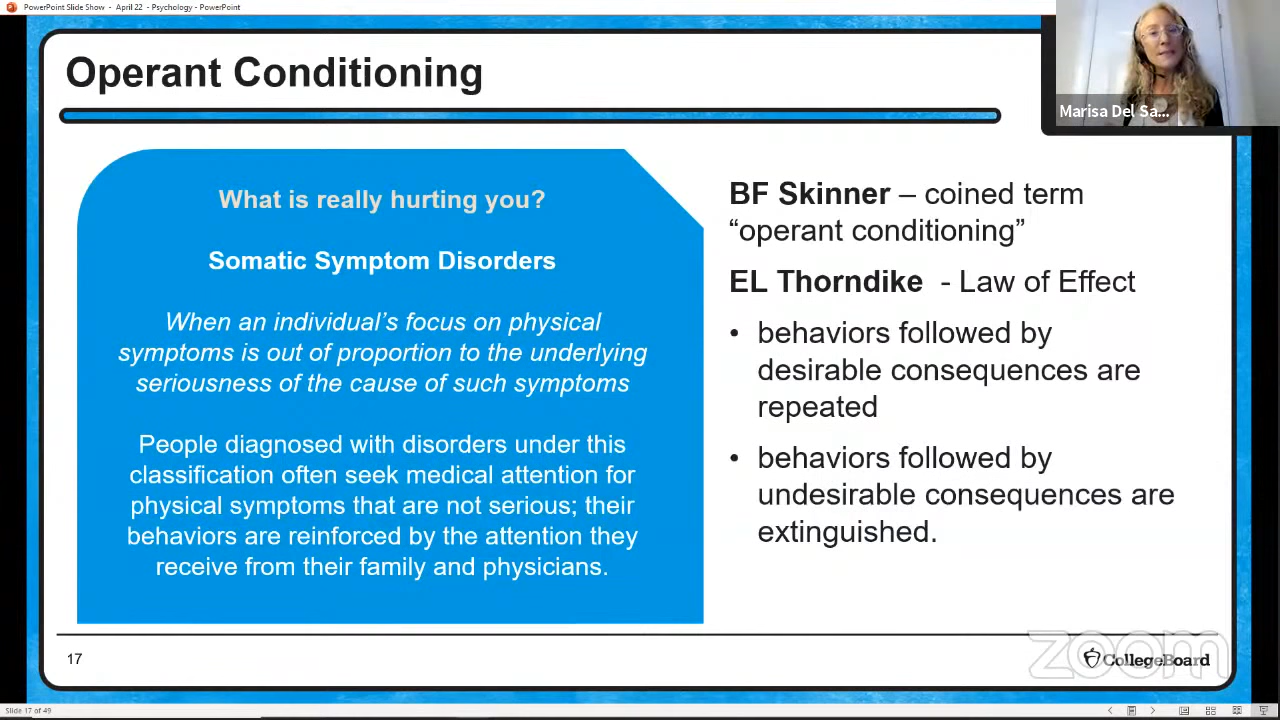 PowerPoint Slide Show - April 22 - Psychology - PowerPoint
Operant Conditioning
Marisa Del Sa...
What is really hurting you?
Somatic Symptom Disorders
When an individual's focus on physical
symptoms is out of proportion to the underlying
seriousness of the cause of such symptoms
People diagnosed with disorders under this
classification often seek medical attention for
physical symptoms that are not serious; their
behaviors are reinforced by the attention they
receive from their family and physicians.
BF Skinner – coined term
“operant conditioning”
EL Thorndike - Law of Effect
• behaviors followed by
desirable consequences are
repeated
• behaviors followed by
undesirable consequences are
extinguished.
17
zoom
CollegeBoard
Slide 17 of 49